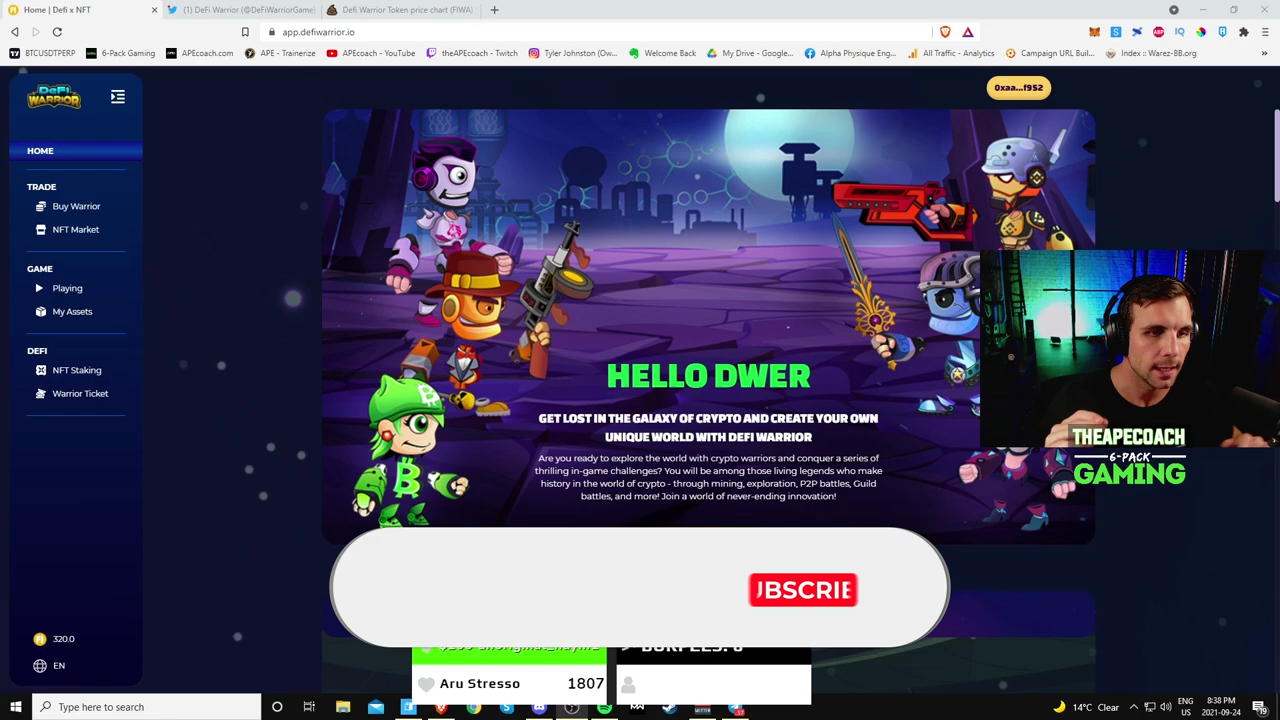 Home | Defi x NFT
(1) DeFi Warrior (@DeFiWarriorGame)
Defi Warrior Token price chart (FIWA)
app.defiwarrior.io
BTCUSDTPERP
6-Pack Gaming
APEcoach.com
APE - Trainerize
APEcoach - YouTube
theAPEcoach - Twitch
Tyler Johnston (Ow...
Welcome Back
My Drive - Google...
Alpha Physique Eng...
All Traffic - Analytics
Campaign URL Buil...
Index :: Warez-BB.org
DeFi
WARRIOR
0xaa...f952
HOME
TRADE
Buy Warrior
NFT Market
GAME
Playing
My Assets
DEFI
NFT Staking
Warrior Ticket
320.0
EN
HELLO DWER
GET LOST IN THE GALAXY OF CRYPTO AND CREATE YOUR OWN
UNIQUE WORLD WITH DEFI WARRIOR
Are you ready to explore the world with crypto warriors and conquer a series of
thrilling in-game challenges? You will be among those living legends who make
history in the world of crypto - through mining, exploration, P2P battles, Guild
battles, and more! Join a world of never-ending innovation!
THEAPECOACH
6-PACK
GAMING
UBSCRIBE
Aru Stresso 1807
Type here to search
14°C Clear
ENG
US
8:38 PM
2021-09-24